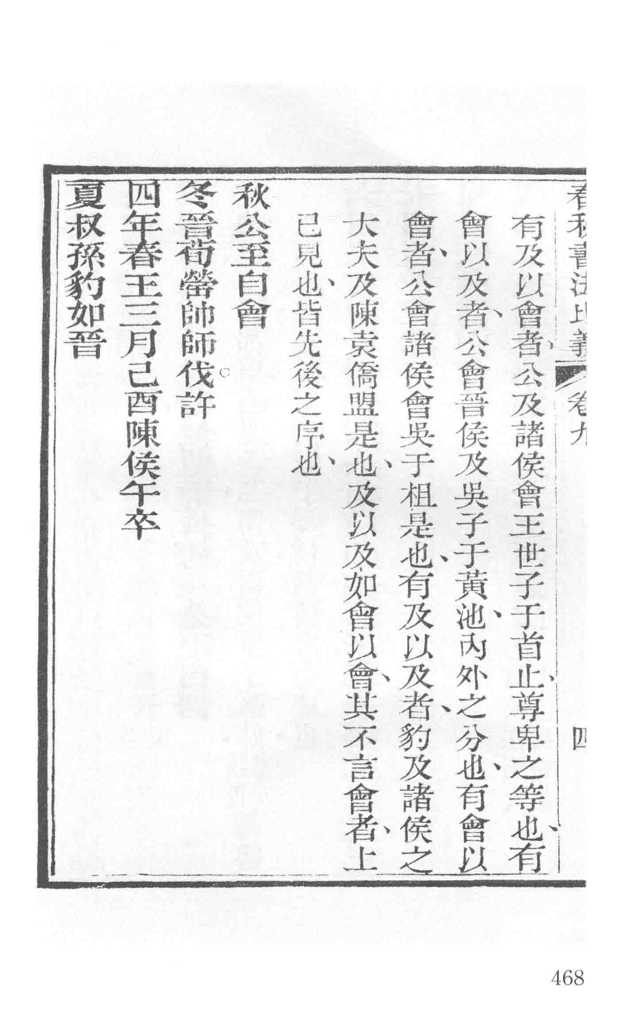 春秋書法比義 卷九 四
有及以會者公及諸侯會王世子于首止尊卑之等也有
會以及者公會晉侯及吳子于黃池內外之分也有會以
會者公會諸侯會吳于柤是也有及以及者豹及諸侯之
大夫及陳袁僑盟是也及以及如會以會其不言會者上
已見也皆先後之序也
秋公至自會
冬晉荀罃帥師伐許
四年春王三月己酉陳侯午卒
夏叔孫豹如晉
468